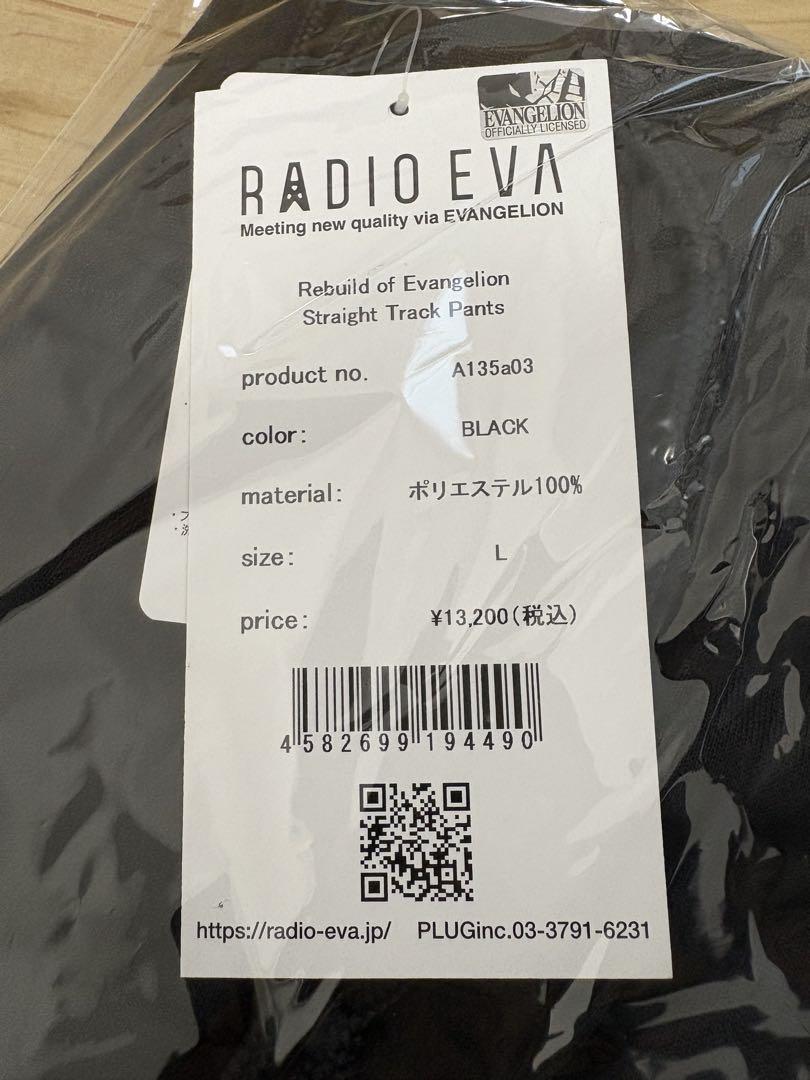 EVANGELION
OFFICIALLY LICENSED
RADIO EVA
Meeting new quality via EVANGELION
Rebuild of Evangelion
Straight Track Pants
product no. A135a03
color: BLACK
material: ポリエステル100%
size: L
price: ¥13,200(税込)
4582699194490
https://radio-eva.jp/ PLUGinc.03-3791-6231